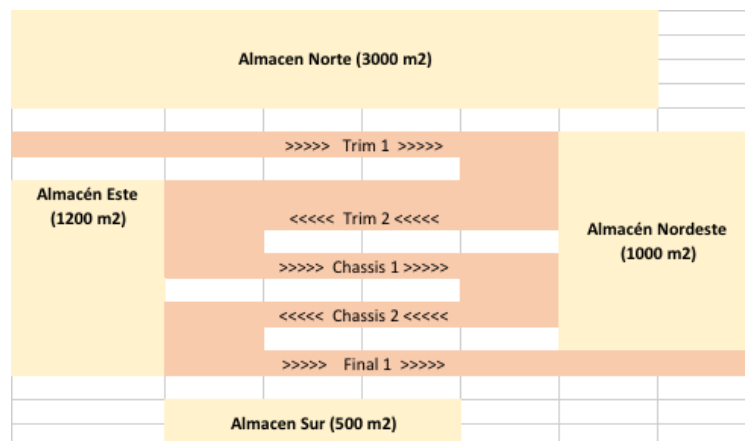 Almacen Norte (3000 m2)
>>>>> Trim 1 >>>>>
Almacén Este
(1200 m2)
<<<<< Trim 2 <<<<<
Almacén Nordeste
(1000 m2)
>>>>> Chassis 1 >>>>>
<<<<< Chassis 2 <<<<<
>>>>> Final 1 >>>>>
Almacen Sur (500 m2)